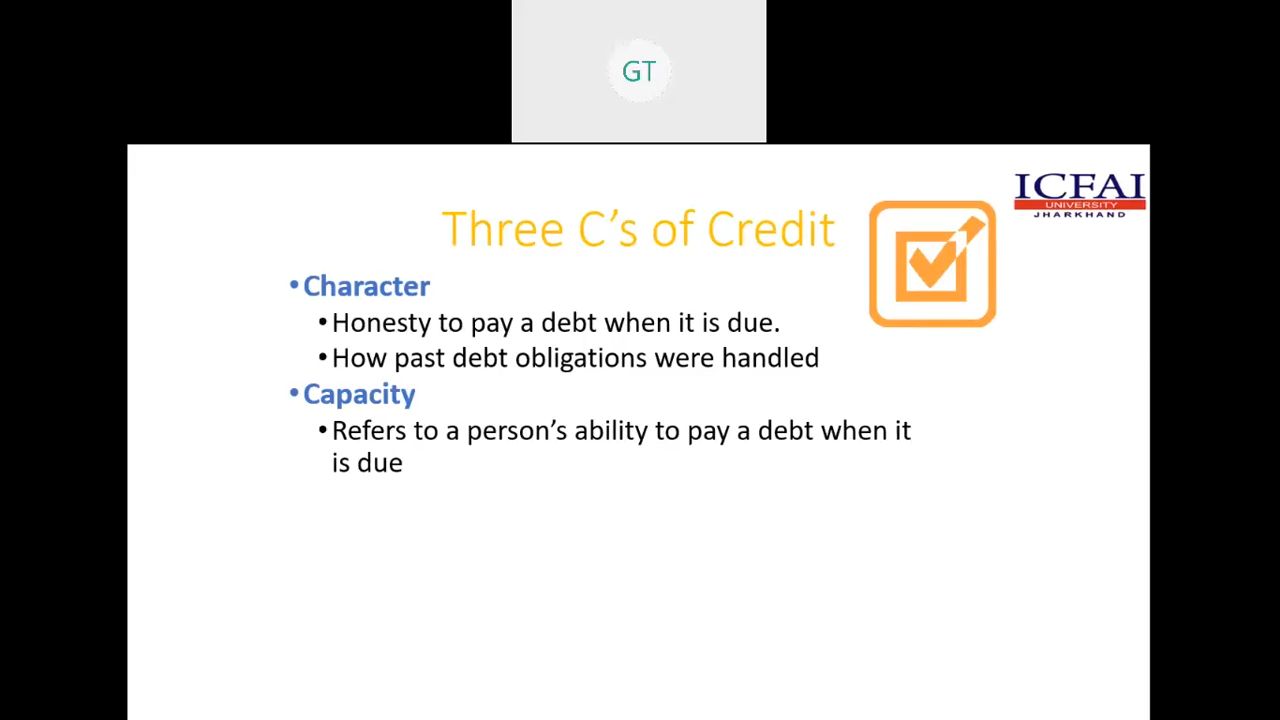 GT
ICFAI
UNIVERSITY
JHARKHAND
Three C’s of Credit
•Character
•Honesty to pay a debt when it is due.
•How past debt obligations were handled
•Capacity
•Refers to a person’s ability to pay a debt when it
is due